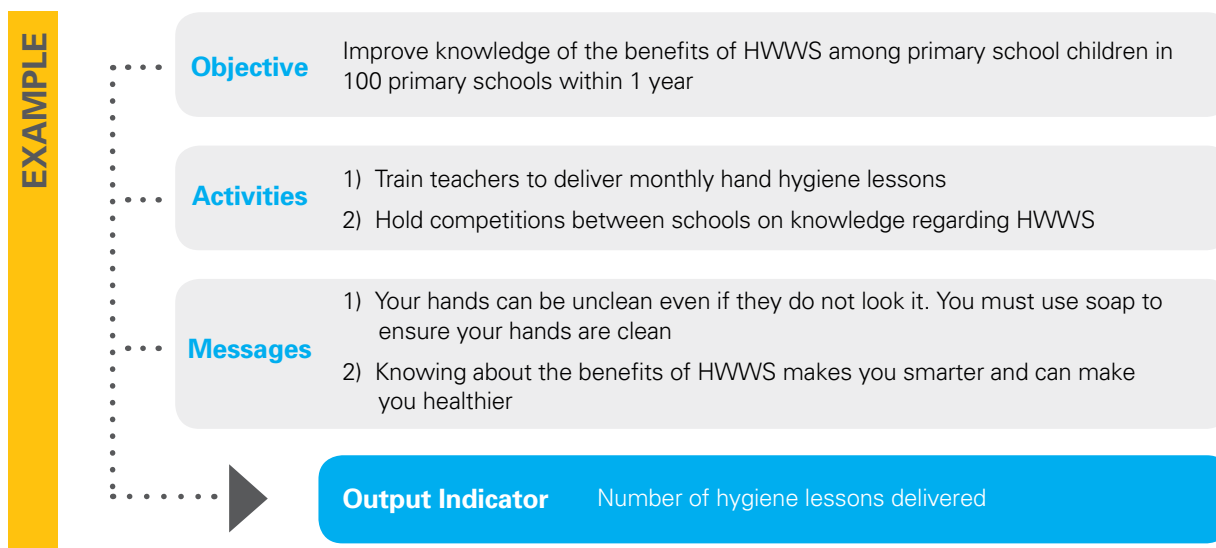 EXAMPLE
Objective
Improve knowledge of the benefits of HWWS among primary school children in
100 primary schools within 1 year
Activities
1) Train teachers to deliver monthly hand hygiene lessons
2) Hold competitions between schools on knowledge regarding HWWS
Messages
1) Your hands can be unclean even if they do not look it. You must use soap to
ensure your hands are clean
2) Knowing about the benefits of HWWS makes you smarter and can make
you healthier
Output Indicator Number of hygiene lessons delivered